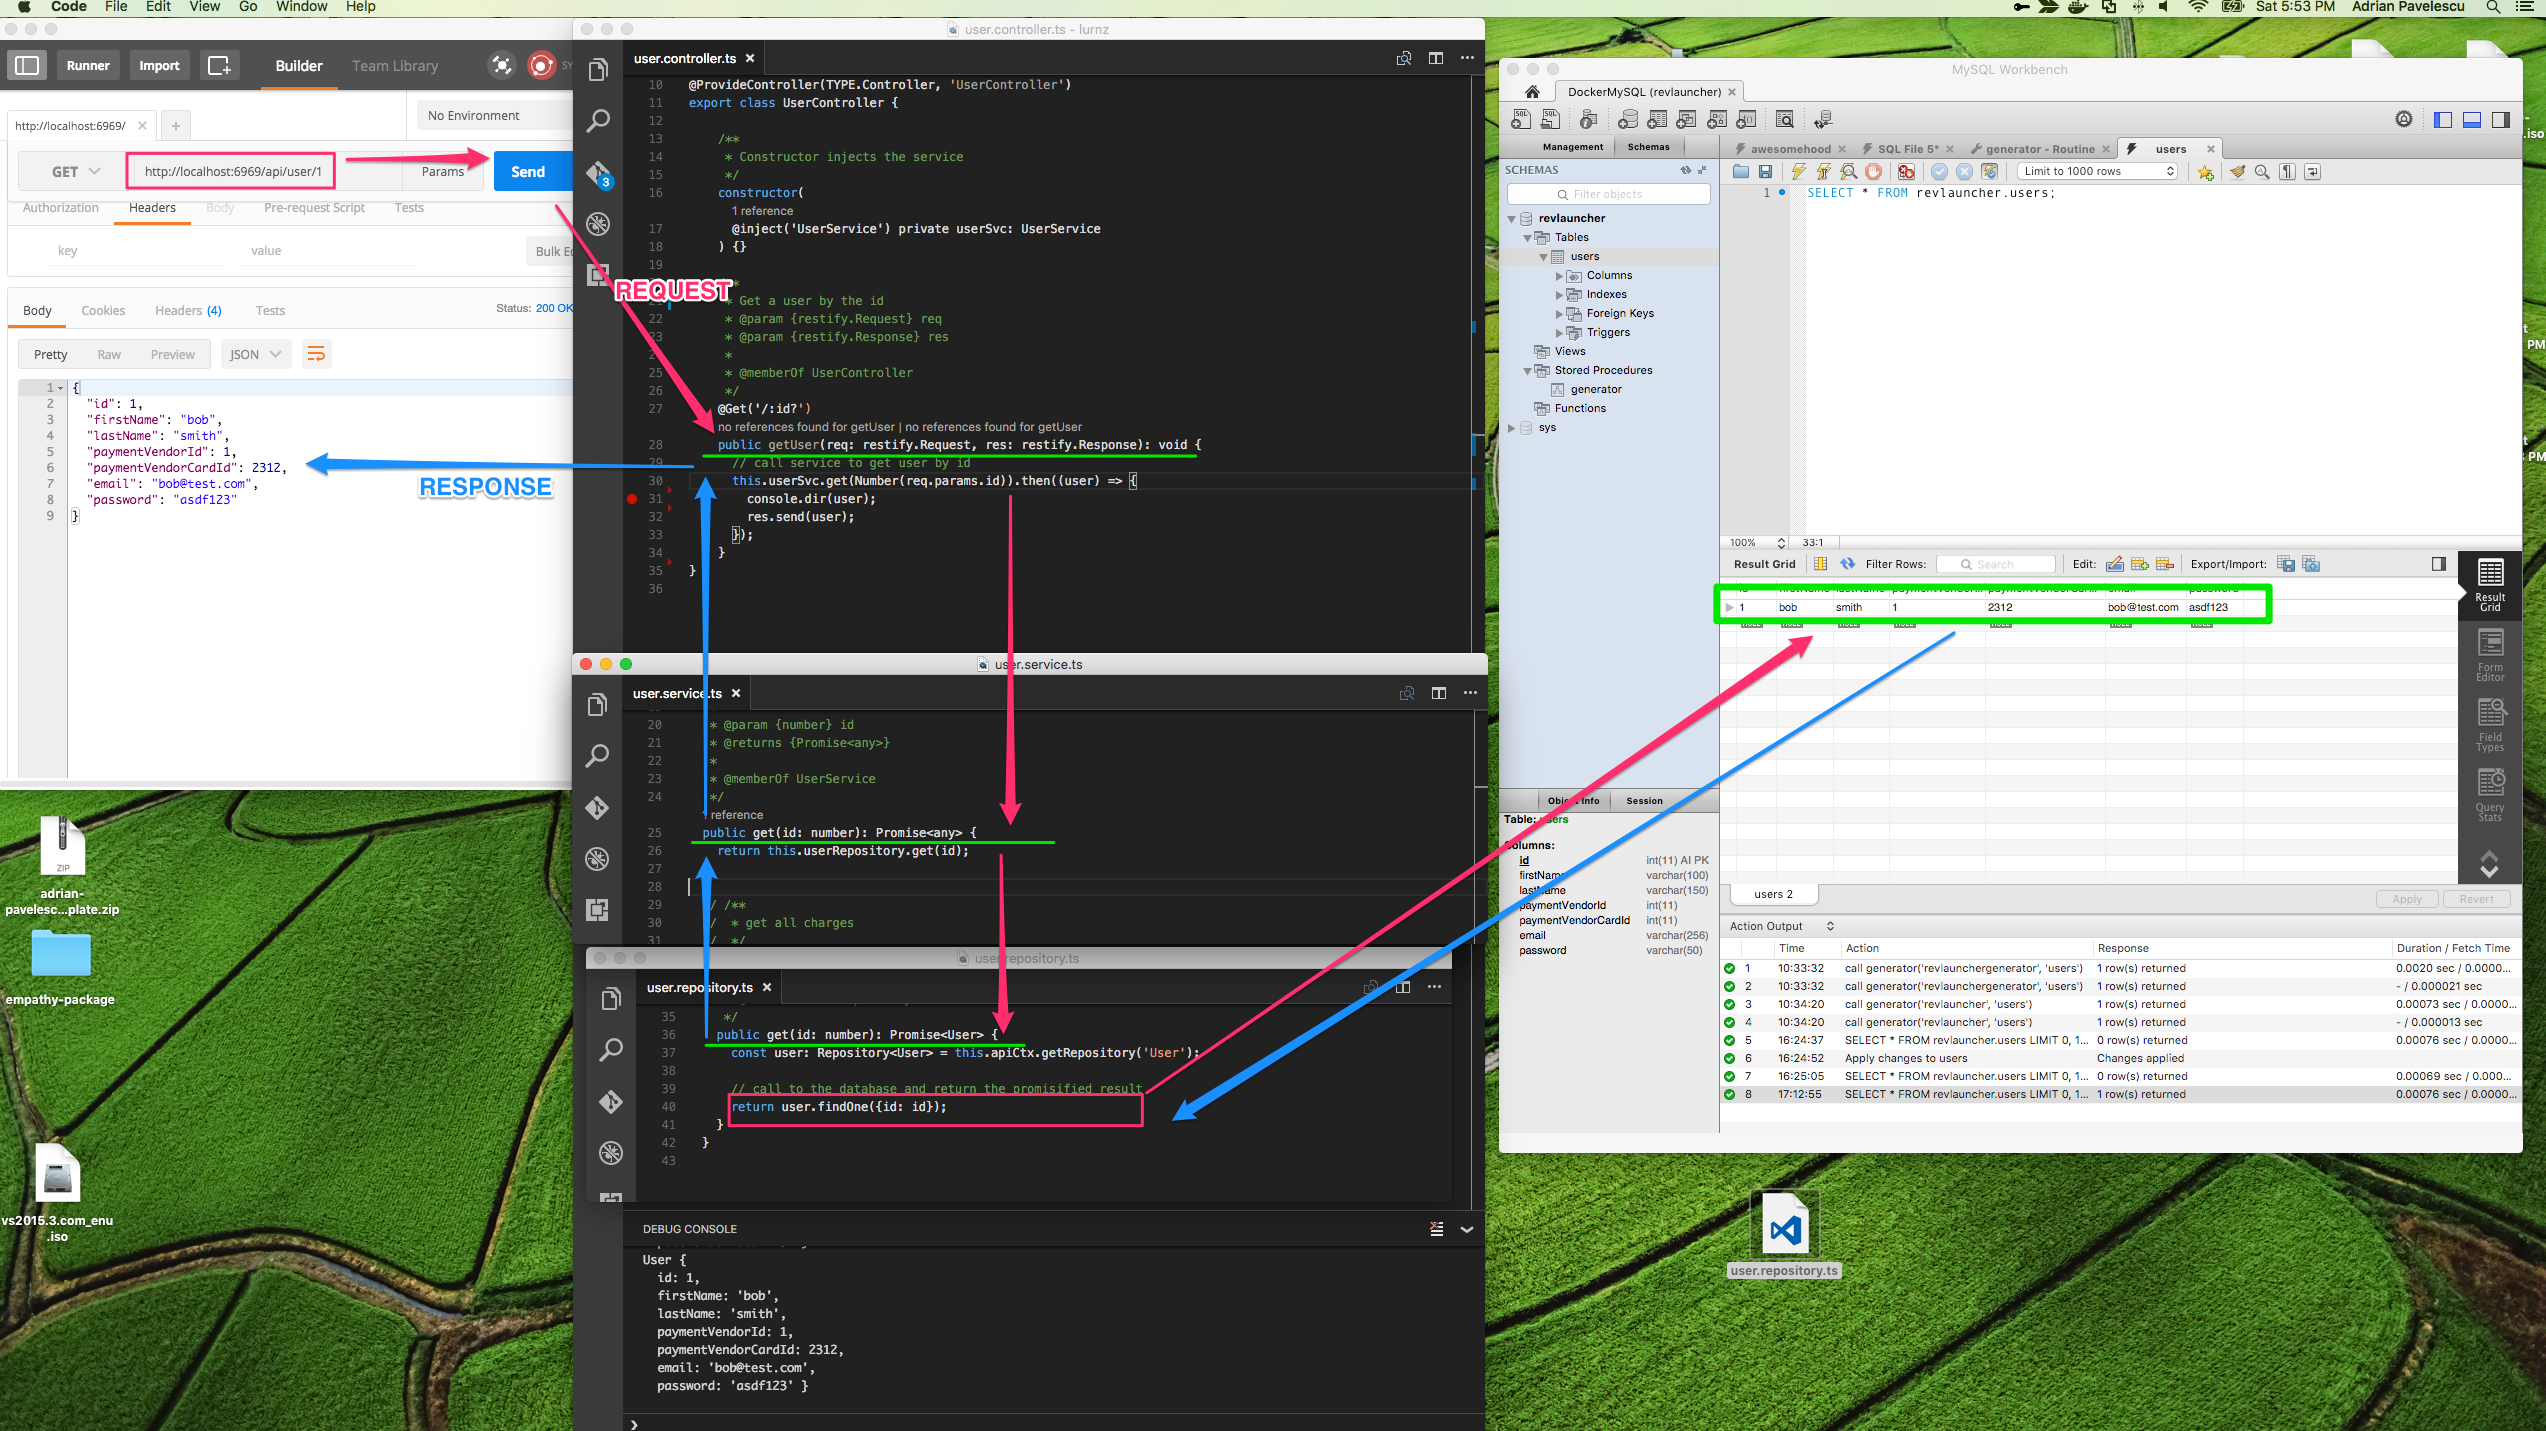 Code File Edit View Go Window Help
Sat 5:53 PM Adrian Pavelescu
Runner Import Builder Team Library SY
http://localhost:6969/ No Environment
GET http://localhost:6969/api/user/1 Params Send
Authorization Headers Body Pre-request Script Tests
key value Bulk Ed
Body Cookies Headers (4) Tests Status: 200 OK
Pretty Raw Preview JSON
1 {
2 "id": 1,
3 "firstName": "bob",
4 "lastName": "smith",
5 "paymentVendorId": 1,
6 "paymentVendorCardId": 2312,
7 "email": "bob@test.com",
8 "password": "asdf123"
9 }
REQUEST
RESPONSE
adrian-
pavelesc...plate.zip
ZIP
empathy-package
vs2015.3.com_enu
.iso
user.controller.ts - lurnz
user.controller.ts
3
10 @ProvideController(TYPE.Controller, 'UserController')
11 export class UserController {
12
13 /**
14 * Constructor injects the service
15 */
16 constructor(
1 reference
17 @inject('UserService') private userSvc: UserService
18 ) {}
19
* Get a user by the id
22 * @param {restify.Request} req
23 * @param {restify.Response} res
*
25 * @memberOf UserController
26 */
27 @Get('/:id?')
no references found for getUser | no references found for getUser
28 public getUser(req: restify.Request, res: restify.Response): void {
29 // call service to get user by id
30 this.userSvc.get(Number(req.params.id)).then((user) => {
31 console.dir(user);
32 res.send(user);
33 });
34 }
35 }
36
user.service.ts
user.service.ts
20 * @param {number} id
21 * @returns {Promise<any>}
22 *
23 * @memberOf UserService
24 */
reference
25 public get(id: number): Promise<any> {
26 return this.userRepository.get(id);
27
28
29 / /**
30 / * get all charges
31 / */
user.repository.ts
user.repository.ts
35 */
36 public get(id: number): Promise<User> {
37 const user: Repository<User> = this.apiCtx.getRepository('User');
38
39 // call to the database and return the promisified result
40 return user.findOne({id: id});
41 }
42 }
43
DEBUG CONSOLE
User {
id: 1,
firstName: 'bob',
lastName: 'smith',
paymentVendorId: 1,
paymentVendorCardId: 2312,
email: 'bob@test.com',
password: 'asdf123' }
MySQL Workbench
DockerMySQL (revlauncher)
Management Schemas
SCHEMAS
Filter objects
revlauncher
Tables
users
Columns
Indexes
Foreign Keys
Triggers
Views
Stored Procedures
generator
Functions
sys
awesomehood SQL File 5* generator - Routine users
Limit to 1000 rows
1 SELECT * FROM revlauncher.users;
100% 33:1
Result Grid Filter Rows: Search Edit: Export/Import:
1 bob smith 1 2312 bob@test.com asdf123
Result
Grid
Form
Editor
Field
Types
Query
Stats
Object Info Session
Table: users
Columns:
id int(11) AI PK
firstName varchar(100)
lastName varchar(150)
paymentVendorId int(11)
paymentVendorCardId int(11)
email varchar(256)
password varchar(50)
users 2 Apply Revert
Action Output
Time Action Response Duration / Fetch Time
1 10:33:32 call generator('revlaunchergenerator', 'users') 1 row(s) returned 0.0020 sec / 0.0000...
2 10:33:32 call generator('revlaunchergenerator', 'users') 1 row(s) returned - / 0.000021 sec
3 10:34:20 call generator('revlauncher', 'users') 1 row(s) returned 0.00073 sec / 0.0000...
4 10:34:20 call generator('revlauncher', 'users') 1 row(s) returned - / 0.000013 sec
5 16:24:37 SELECT * FROM revlauncher.users LIMIT 0, 1... 0 row(s) returned 0.00076 sec / 0.0000...
6 16:24:52 Apply changes to users Changes applied
7 16:25:05 SELECT * FROM revlauncher.users LIMIT 0, 1... 0 row(s) returned 0.00069 sec / 0.000...
8 17:12:55 SELECT * FROM revlauncher.users LIMIT 0, 1... 1 row(s) returned 0.00076 sec / 0.0000...
user.repository.ts
.iso
PM
PM